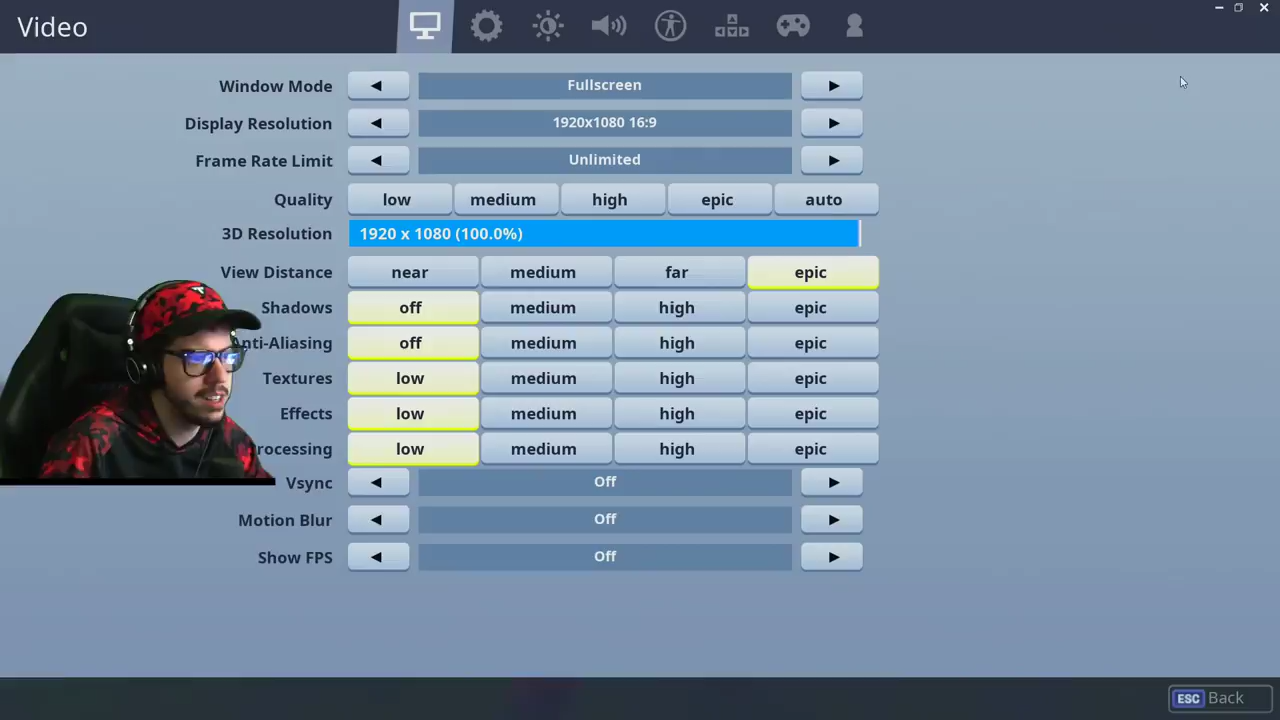 Video
Window Mode ◀ Fullscreen ▶
Display Resolution ◀ 1920x1080 16:9 ▶
Frame Rate Limit ◀ Unlimited ▶
Quality low medium high epic auto
3D Resolution 1920 x 1080 (100.0%)
View Distance near medium far epic
Shadows off medium high epic
nti-Aliasing off medium high epic
Textures low medium high epic
Effects low medium high epic
rocessing low medium high epic
Vsync ◀ Off ▶
Motion Blur ◀ Off ▶
Show FPS ◀ Off ▶
ESC Back